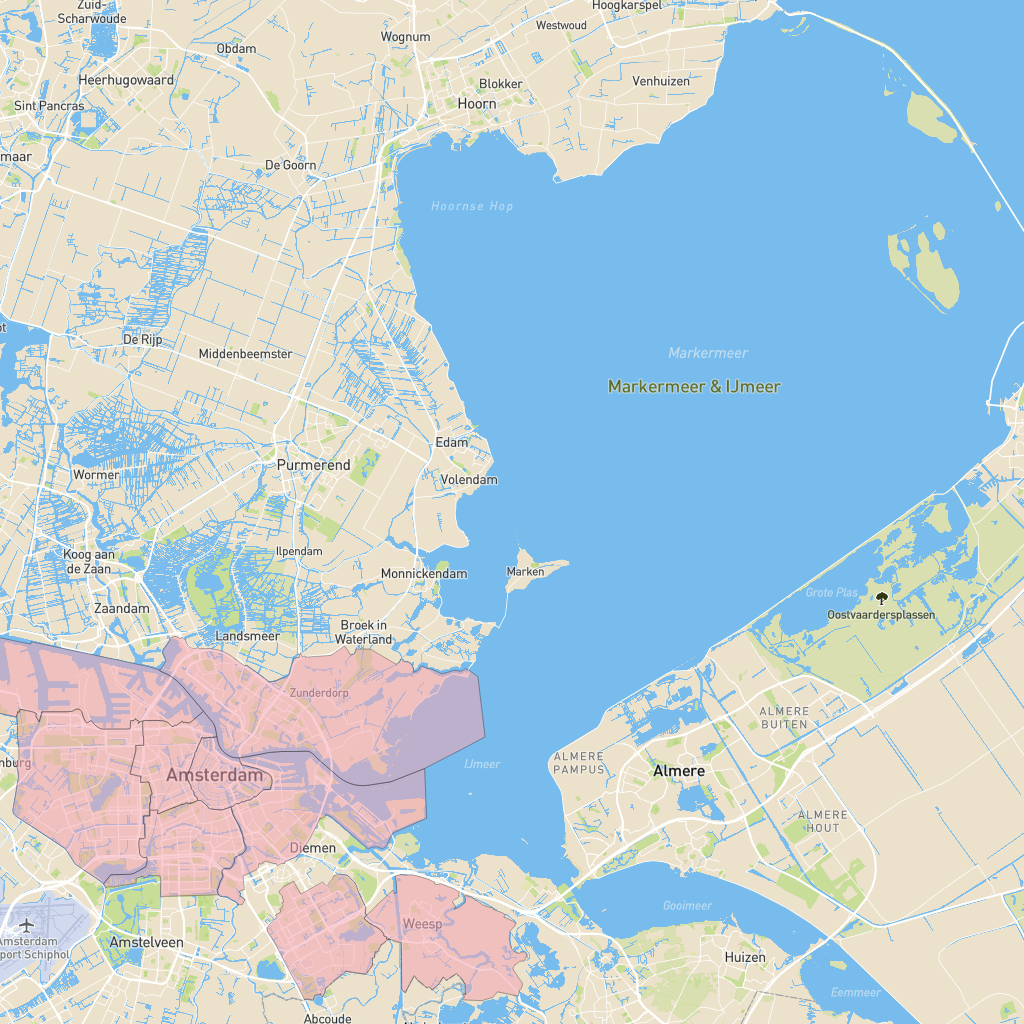 Zuid-
Scharwoude
Hoogkarspel
Westwoud
Wognum
Obdam
Heerhugowaard
Blokker
Venhuizen
Hoorn
Sint Pancras
maar
De Goorn
Hoornse Hop
De Rijp
Middenbeemster
Markermeer
Markermeer & IJmeer
Edam
Purmerend
Wormer
Volendam
Koog aan
de Zaan
Ilpendam
Monnickendam
Marken
Grote Plas
Zaandam
Oostvaardersplassen
Broek in
Waterland
Landsmeer
Zunderdorp
ALMERE
BUITEN
ALMERE
PAMPUS
nburg
IJmeer
Almere
Amsterdam
ALMERE
HOUT
Diemen
Gooimeer
Weesp
Amsterdam
port Schiphol
Amstelveen
Huizen
Eemmeer
Abcoude